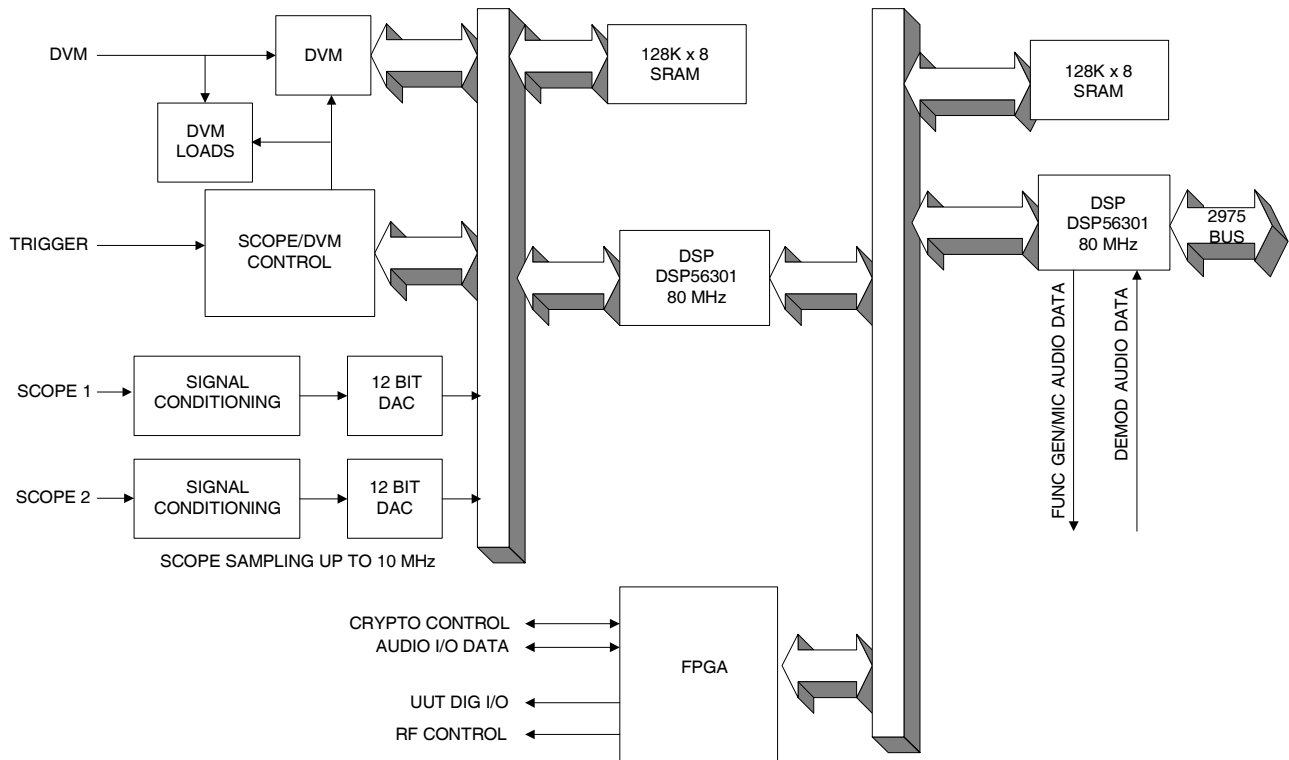 DVM
DVM
128K x 8
SRAM
128K x 8
SRAM
DVM
LOADS
TRIGGER
SCOPE/DVM
CONTROL
DSP
DSP56301
80 MHz
DSP
DSP56301
80 MHz
2975
BUS
FUNC GEN/MIC AUDIO DATA
DEMOD AUDIO DATA
SCOPE 1
SIGNAL
CONDITIONING
12 BIT
DAC
SCOPE 2
SIGNAL
CONDITIONING
12 BIT
DAC
SCOPE SAMPLING UP TO 10 MHz
CRYPTO CONTROL
AUDIO I/O DATA
UUT DIG I/O
RF CONTROL
FPGA